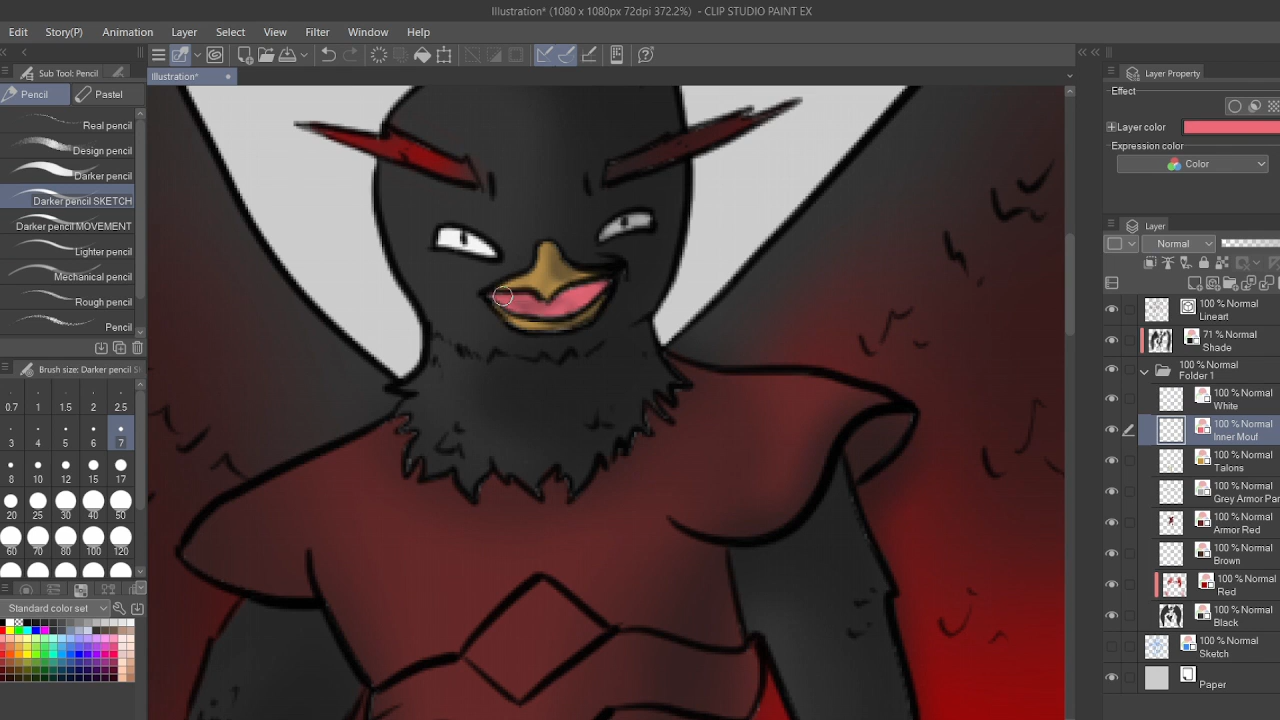 Illustration* (1080 x 1080px 72dpi 372.2%) - CLIP STUDIO PAINT EX
Edit Story(P) Animation Layer Select View Filter Window Help
Sub Tool: Pencil
Illustration*
Pencil Pastel
Real pencil
Design pencil
Darker pencil
Darker pencil SKETCH
Darker pencil MOVEMENT
Lighter pencil
Mechanical pencil
Rough pencil
Pencil
Brush size: Darker pencil S
0.7 1 1.5 2 2.5
3 4 5 6 7
8 10 12 15 17
20 25 30 40 50
60 70 80 100 120
Standard color set
Layer Property
Effect
Layer color
Expression color
Color
Layer
Normal
100 % Normal
Lineart
71 % Normal
Shade
100 % Normal
Folder 1
100 % Normal
White
100 % Normal
Inner Mouf
100 % Normal
Talons
100 % Normal
Grey Armor Par
100 % Normal
Armor Red
100 % Normal
Brown
100 % Normal
Red
100 % Normal
Black
100 % Normal
Sketch
Paper